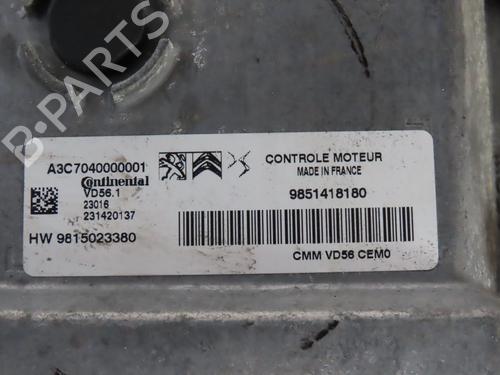 B-PARTS
A3C7040000001
Continental
VD56.1
23016
231420137
HW 9815023380
CONTROLE MOTEUR
MADE IN FRANCE
9851418180
CMM VD56 CEM0